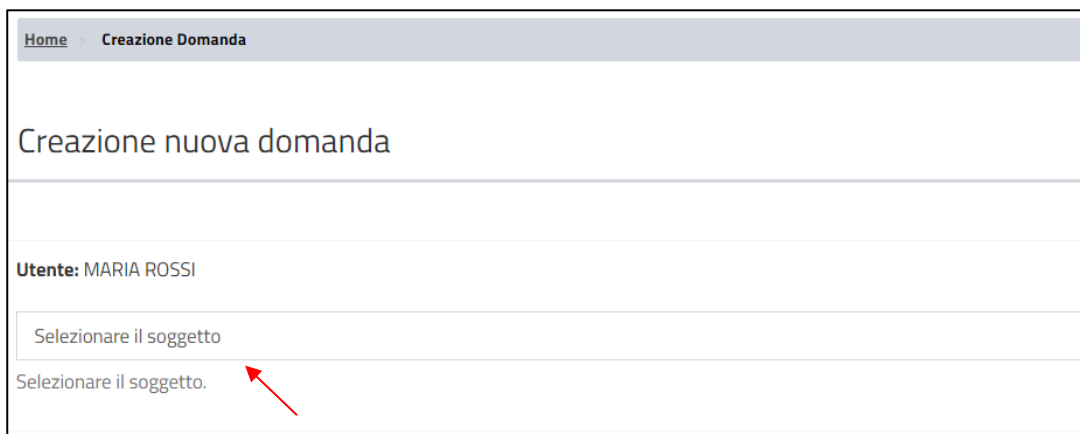 Home > Creazione Domanda
Creazione nuova domanda
Utente: MARIA ROSSI
Selezionare il soggetto
Selezionare il soggetto.